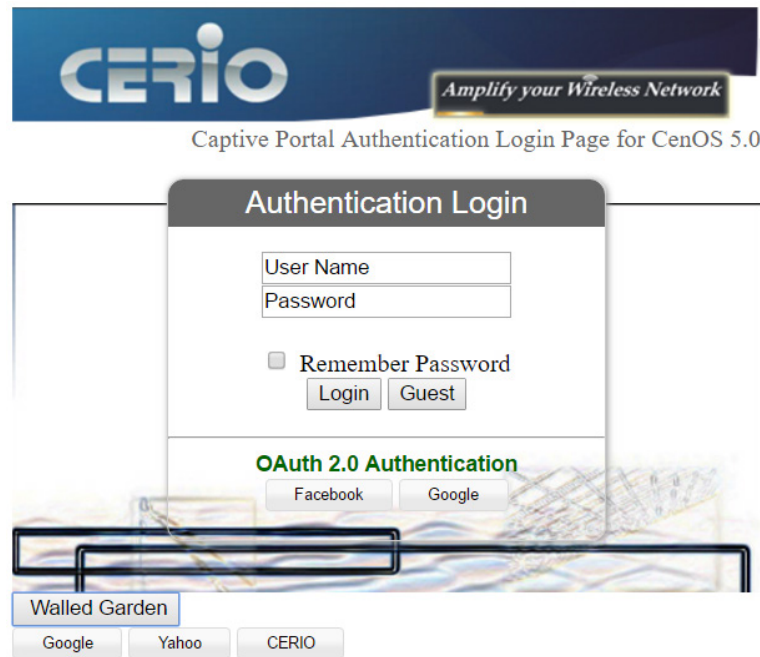 CERIO
Amplify your Wireless Network
Captive Portal Authentication Login Page for CenOS 5.0
Authentication Login
User Name
Password
Remember Password
Login Guest
OAuth 2.0 Authentication
Facebook Google
Walled Garden
Google Yahoo CERIO